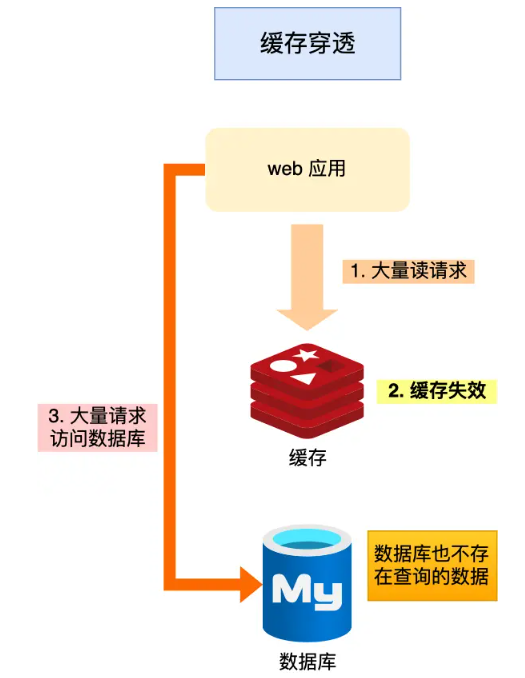 缓存穿透
web 应用
1. 大量读请求
2. 缓存失效
缓存
3. 大量请求
访问数据库
数据库也不存
在查询的数据
My
数据库